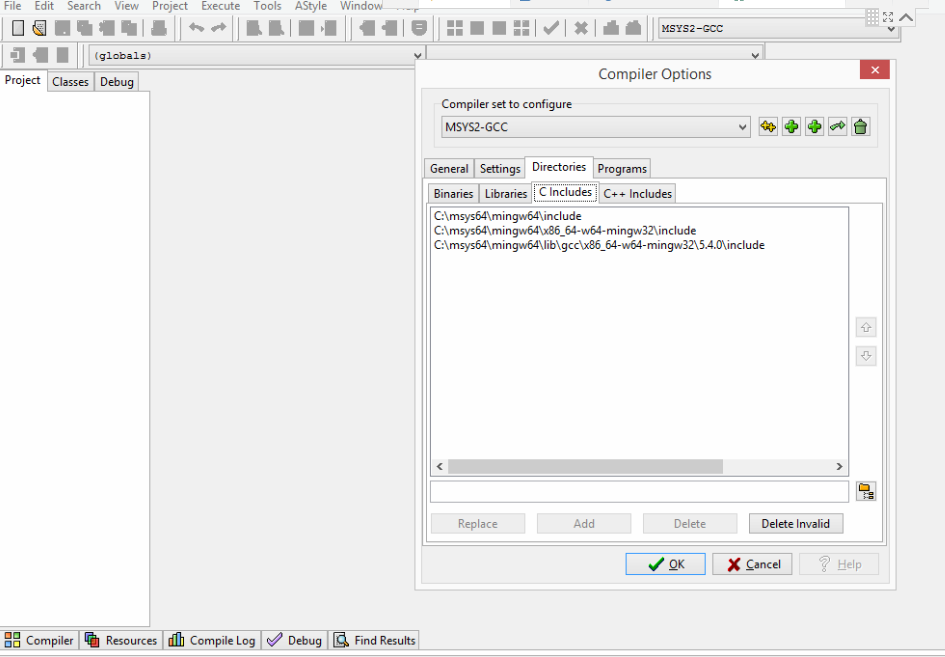 File Edit Search View Project Execute Tools AStyle Window
MSYS2-GCC
(globals)
Project Classes Debug
Compiler Options
Compiler set to configure
MSYS2-GCC
General Settings Directories Programs
Binaries Libraries C Includes C++ Includes
C:\msys64\mingw64\include
C:\msys64\mingw64\x86_64-w64-mingw32\include
C:\msys64\mingw64\lib\gcc\x86_64-w64-mingw32\5.4.0\include
Replace Add Delete Delete Invalid
OK Cancel Help
Compiler Resources Compile Log Debug Find Results